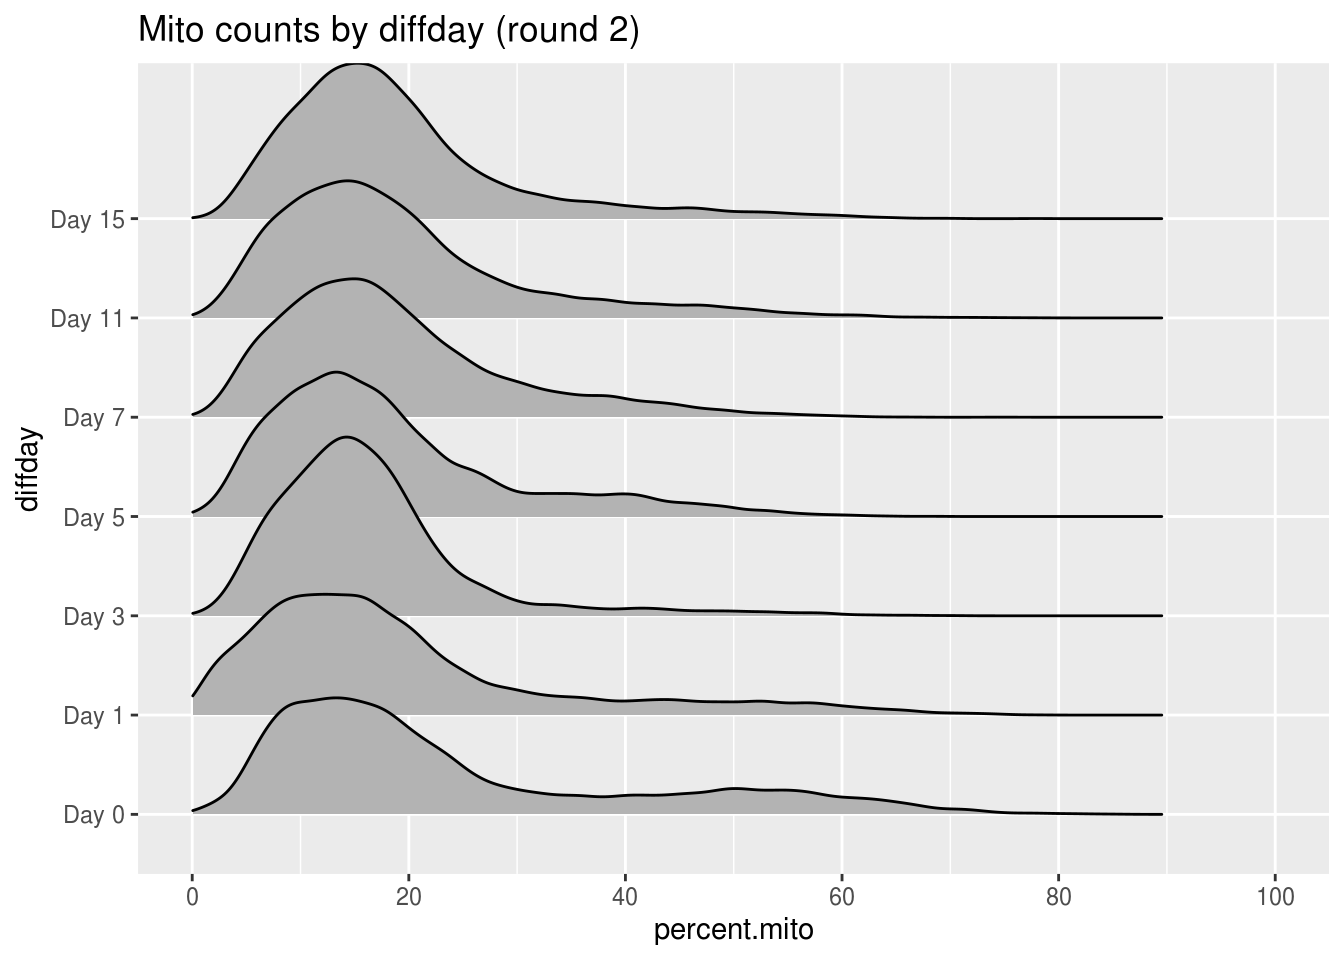 Mito counts by diffday (round 2)
Day 15
Day 11
Day 7
Day 5
Day 3
Day 1
Day 0
diffday
0 20 40 60 80 100
percent.mito